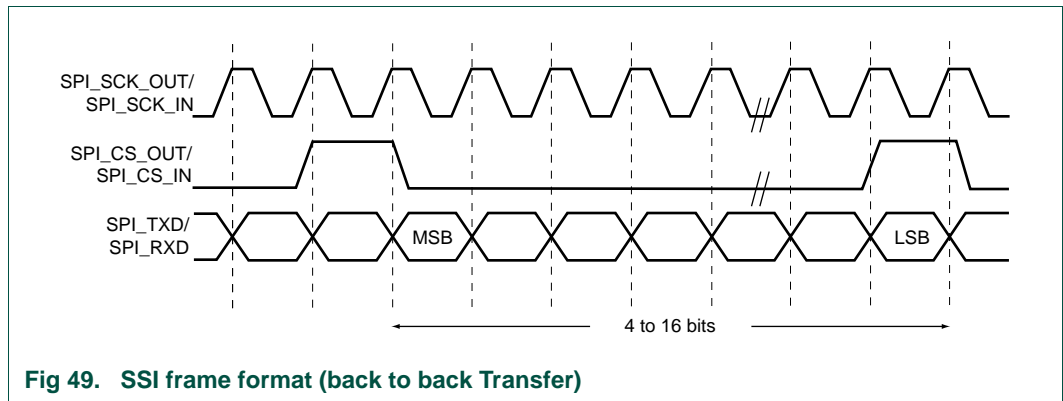 SPI_SCK_OUT/
SPI_SCK_IN
SPI_CS_OUT/
SPI_CS_IN
SPI_TXD/
SPI_RXD
MSB
LSB
4 to 16 bits
Fig 49. SSI frame format (back to back Transfer)